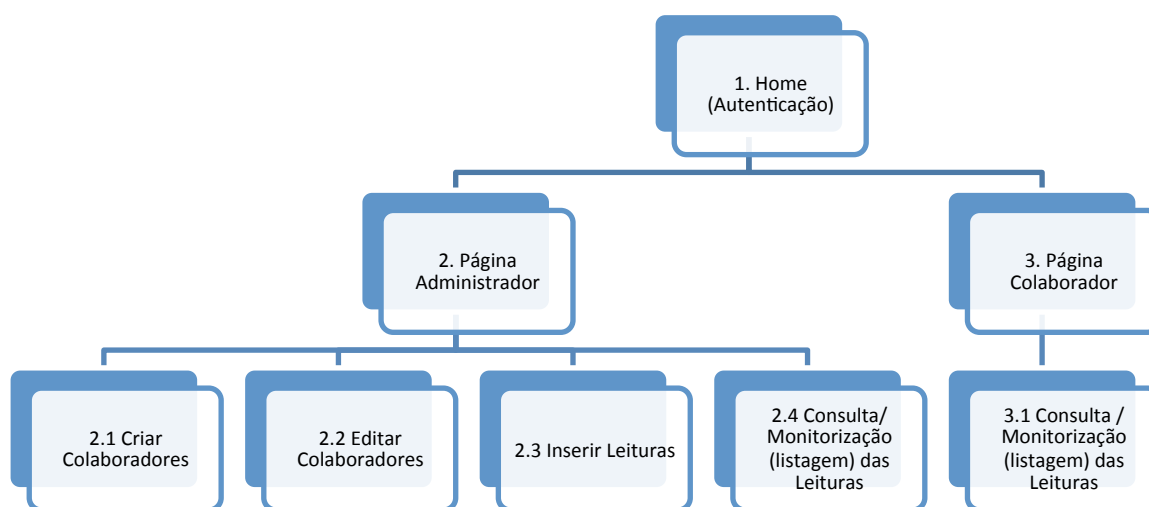 1. Home
(Autenticação)
2. Página
Administrador
3. Página
Colaborador
2.1 Criar
Colaboradores
2.2 Editar
Colaboradores
2.3 Inserir Leituras
2.4 Consulta/
Monitorização
(listagem) das
Leituras
3.1 Consulta /
Monitorização
(listagem) das
Leituras